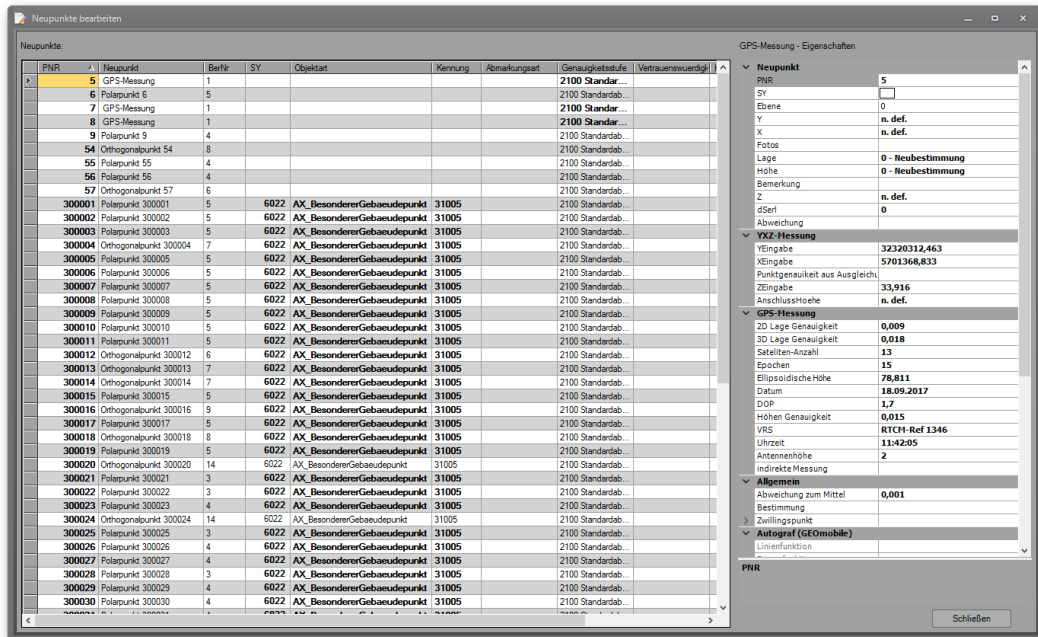 Neupunkte bearbeiten
Neupunkte:
PNR Neupunkt BerNr SY Objektart Kennung Abmarkungsart Genauigkeitsstufe Vertrauenswuerdigk
5 GPS-Messung 1 2100 Standar...
6 Polarpunkt 6 5 2100 Standardab...
7 GPS-Messung 1 2100 Standar...
8 GPS-Messung 1 2100 Standar...
9 Polarpunkt 9 4 2100 Standardab...
54 Orthogonalpunkt 54 8 2100 Standardab...
55 Polarpunkt 55 4 2100 Standardab...
56 Polarpunkt 56 4 2100 Standardab...
57 Orthogonalpunkt 57 6 2100 Standardab...
300001 Polarpunkt 300001 5 6022 AX_BesondererGebaeudepunkt 31005 2100 Standardab...
300002 Polarpunkt 300002 5 6022 AX_BesondererGebaeudepunkt 31005 2100 Standardab...
300003 Polarpunkt 300003 5 6022 AX_BesondererGebaeudepunkt 31005 2100 Standardab...
300004 Orthogonalpunkt 300004 7 6022 AX_BesondererGebaeudepunkt 31005 2100 Standardab...
300005 Polarpunkt 300005 5 6022 AX_BesondererGebaeudepunkt 31005 2100 Standardab...
300006 Polarpunkt 300006 5 6022 AX_BesondererGebaeudepunkt 31005 2100 Standardab...
300007 Polarpunkt 300007 5 6022 AX_BesondererGebaeudepunkt 31005 2100 Standardab...
300008 Polarpunkt 300008 5 6022 AX_BesondererGebaeudepunkt 31005 2100 Standardab...
300009 Polarpunkt 300009 5 6022 AX_BesondererGebaeudepunkt 31005 2100 Standardab...
300010 Polarpunkt 300010 5 6022 AX_BesondererGebaeudepunkt 31005 2100 Standardab...
300011 Polarpunkt 300011 5 6022 AX_BesondererGebaeudepunkt 31005 2100 Standardab...
300012 Orthogonalpunkt 300012 6 6022 AX_BesondererGebaeudepunkt 31005 2100 Standardab...
300013 Orthogonalpunkt 300013 7 6022 AX_BesondererGebaeudepunkt 31005 2100 Standardab...
300014 Orthogonalpunkt 300014 7 6022 AX_BesondererGebaeudepunkt 31005 2100 Standardab...
300015 Polarpunkt 300015 5 6022 AX_BesondererGebaeudepunkt 31005 2100 Standardab...
300016 Orthogonalpunkt 300016 9 6022 AX_BesondererGebaeudepunkt 31005 2100 Standardab...
300017 Polarpunkt 300017 5 6022 AX_BesondererGebaeudepunkt 31005 2100 Standardab...
300018 Orthogonalpunkt 300018 8 6022 AX_BesondererGebaeudepunkt 31005 2100 Standardab...
300019 Polarpunkt 300019 5 6022 AX_BesondererGebaeudepunkt 31005 2100 Standardab...
300020 Orthogonalpunkt 300020 14 6022 AX_BesondererGebaeudepunkt 31005 2100 Standardab...
300021 Polarpunkt 300021 3 6022 AX_BesondererGebaeudepunkt 31005 2100 Standardab...
300022 Polarpunkt 300022 3 6022 AX_BesondererGebaeudepunkt 31005 2100 Standardab...
300023 Polarpunkt 300023 4 6022 AX_BesondererGebaeudepunkt 31005 2100 Standardab...
300024 Orthogonalpunkt 300024 14 6022 AX_BesondererGebaeudepunkt 31005 2100 Standardab...
300025 Polarpunkt 300025 3 6022 AX_BesondererGebaeudepunkt 31005 2100 Standardab...
300026 Polarpunkt 300026 4 6022 AX_BesondererGebaeudepunkt 31005 2100 Standardab...
300027 Polarpunkt 300027 4 6022 AX_BesondererGebaeudepunkt 31005 2100 Standardab...
300028 Polarpunkt 300028 3 6022 AX_BesondererGebaeudepunkt 31005 2100 Standardab...
300029 Polarpunkt 300029 4 6022 AX_BesondererGebaeudepunkt 31005 2100 Standardab...
300030 Polarpunkt 300030 4 6022 AX_BesondererGebaeudepunkt 31005 2100 Standardab...
GPS-Messung - Eigenschaften
Neupunkt
PNR 5
SY
Ebene 0
Y n. def.
X n. def.
Fotos
Lage 0 - Neubestimmung
Höhe 0 - Neubestimmung
Bemerkung
Z n. def.
dSerl 0
Abweichung
YXZ-Messung
YEingabe 32320312,463
XEingabe 5701368,833
Punktgenauikeit aus Ausgleichu
ZEingabe 33,916
AnschlussHoehe n. def.
GPS-Messung
2D Lage Genauigkeit 0,009
3D Lage Genauigkeit 0,018
Sateliten-Anzahl 13
Epochen 15
Ellipsoidische Höhe 78,811
Datum 18.09.2017
DOP 1,7
Höhen Genauigkeit 0,015
VRS RTCM-Ref 1346
Uhrzeit 11:42:05
Antennenhöhe 2
indirekte Messung
Allgemein
Abweichung zum Mittel 0,001
Bestimmung
Zwillingspunkt
Autograf (GEOmobile)
Linienfunktion
PNR
Schließen